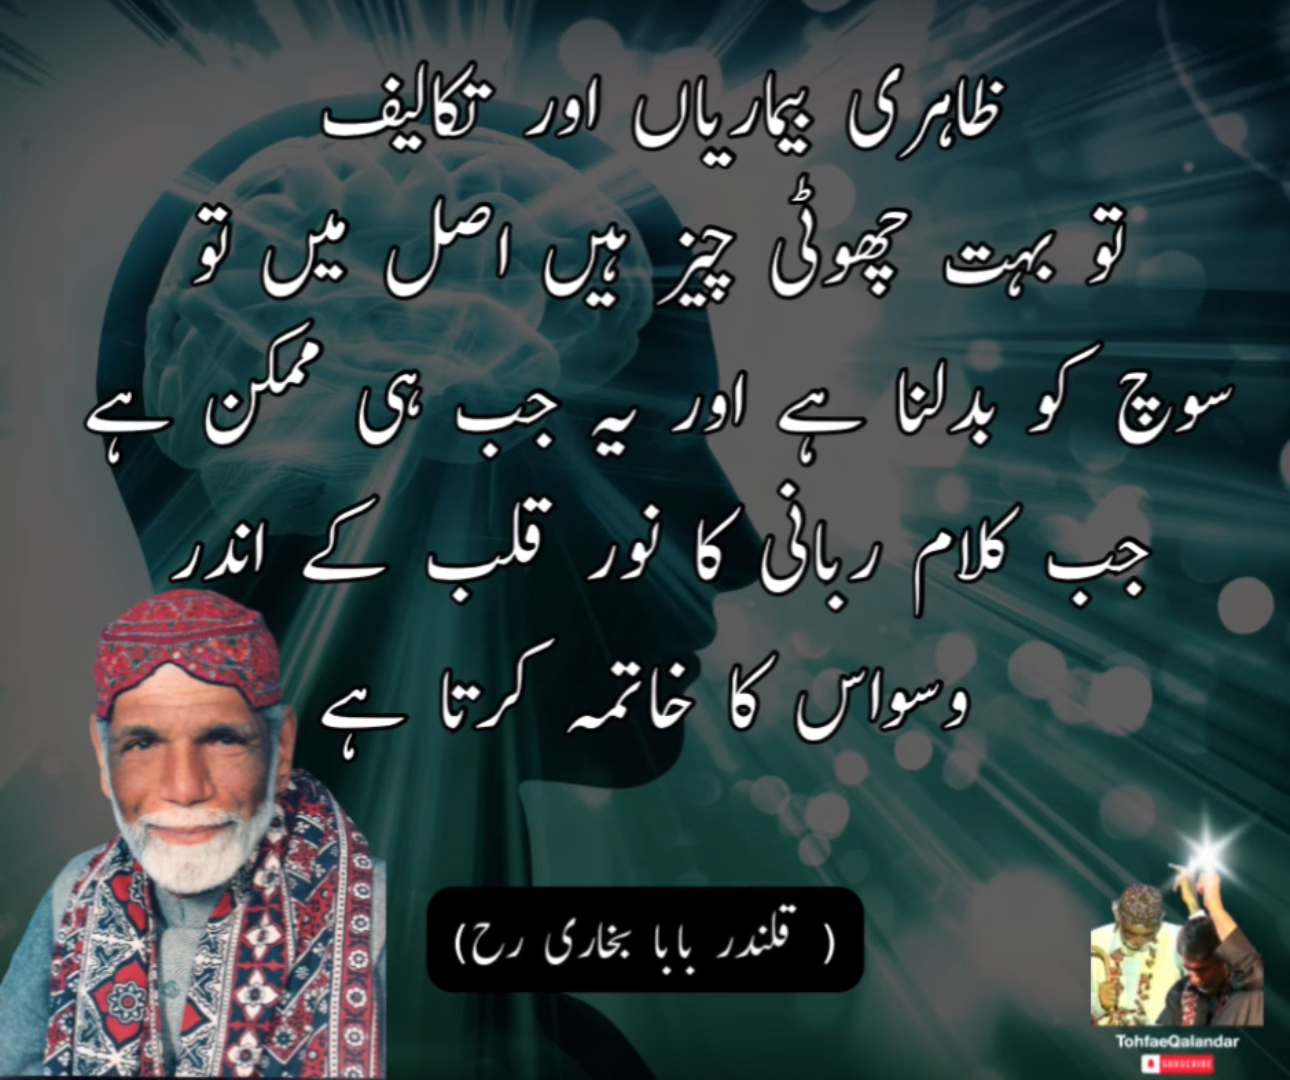 ظاہری بیماریاں اور تکالیف
تو بہت چھوٹی چیز ہیں اصل میں تو
سوچ کو بدلنا ہے اور یہ جب ہی ممکن ہے
جب کلام ربانی کا نور قلب کے اندر
وسواس کا خاتمہ کرتا ہے
( قلندر بابا بخاری رح)
TohfaeQalandar
SUBSCRIBE